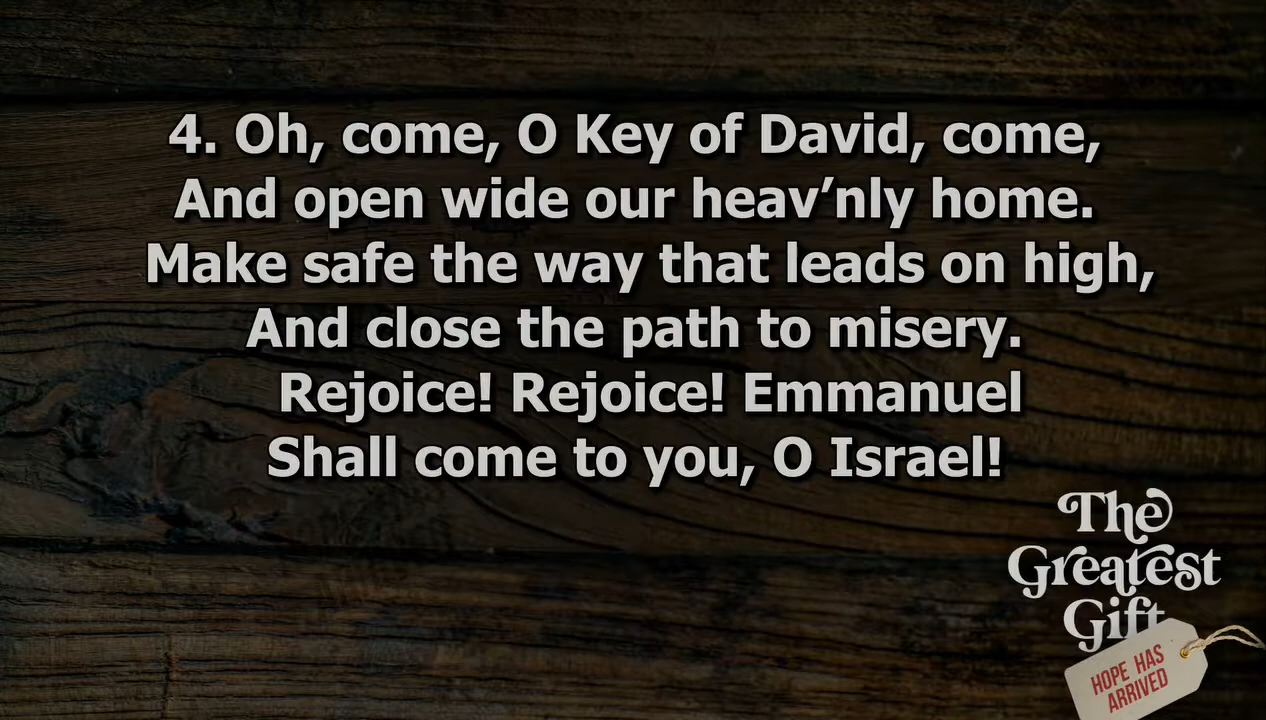 4. Oh, come, O Key of David, come,
And open wide our heav’nly home.
Make safe the way that leads on high,
And close the path to misery.
Rejoice! Rejoice! Emmanuel
Shall come to you, O Israel!
The
Greatest
Gift
HOPE HAS
ARRIVED